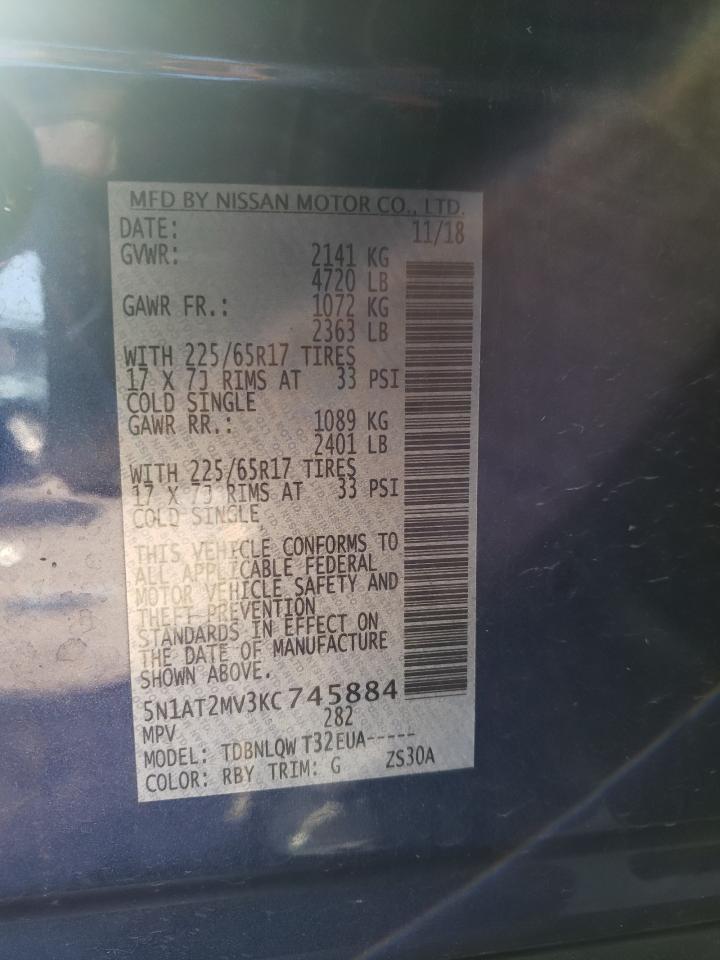 MFD BY NISSAN MOTOR CO., LTD.
DATE: 11/18
GVWR: 2141 KG
4720 LB
GAWR FR.: 1072 KG
2363 LB
WITH 225/65R17 TIRES
17 X 7J RIMS AT 33 PSI
COLD SINGLE
GAWR RR.: 1089 KG
2401 LB
WITH 225/65R17 TIRES
17 X 7J RIMS AT 33 PSI
COLD SINGLE
THIS VEHICLE CONFORMS TO
ALL APPLICABLE FEDERAL
MOTOR VEHICLE SAFETY AND
THEFT PREVENTION
STANDARDS IN EFFECT ON
THE DATE OF MANUFACTURE
SHOWN ABOVE.
5N1AT2MV3KC745884
MPV 282
MODEL: TDBNLQW T32EUA-----
COLOR: RBY TRIM: G ZS30A